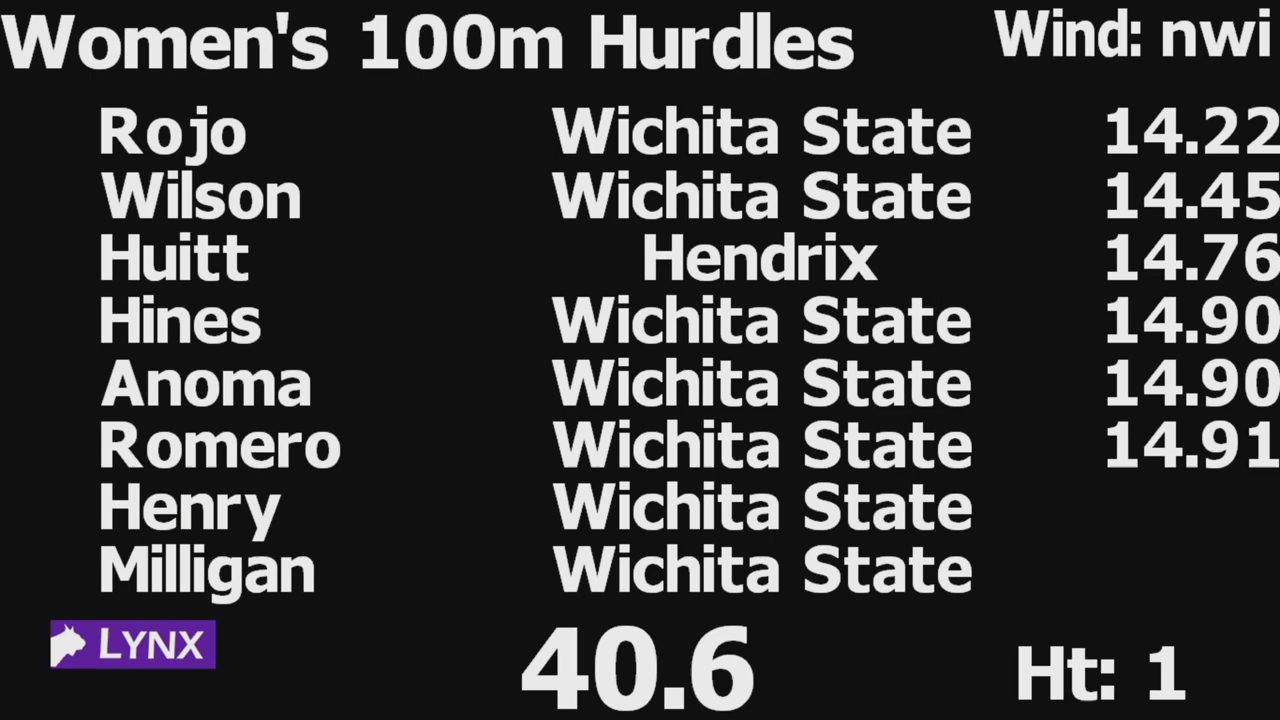 Women's 100m Hurdles Wind: nwi
Rojo Wichita State 14.22
Wilson Wichita State 14.45
Huitt Hendrix 14.76
Hines Wichita State 14.90
Anoma Wichita State 14.90
Romero Wichita State 14.91
Henry Wichita State
Milligan Wichita State
LYNX 40.6 Ht: 1